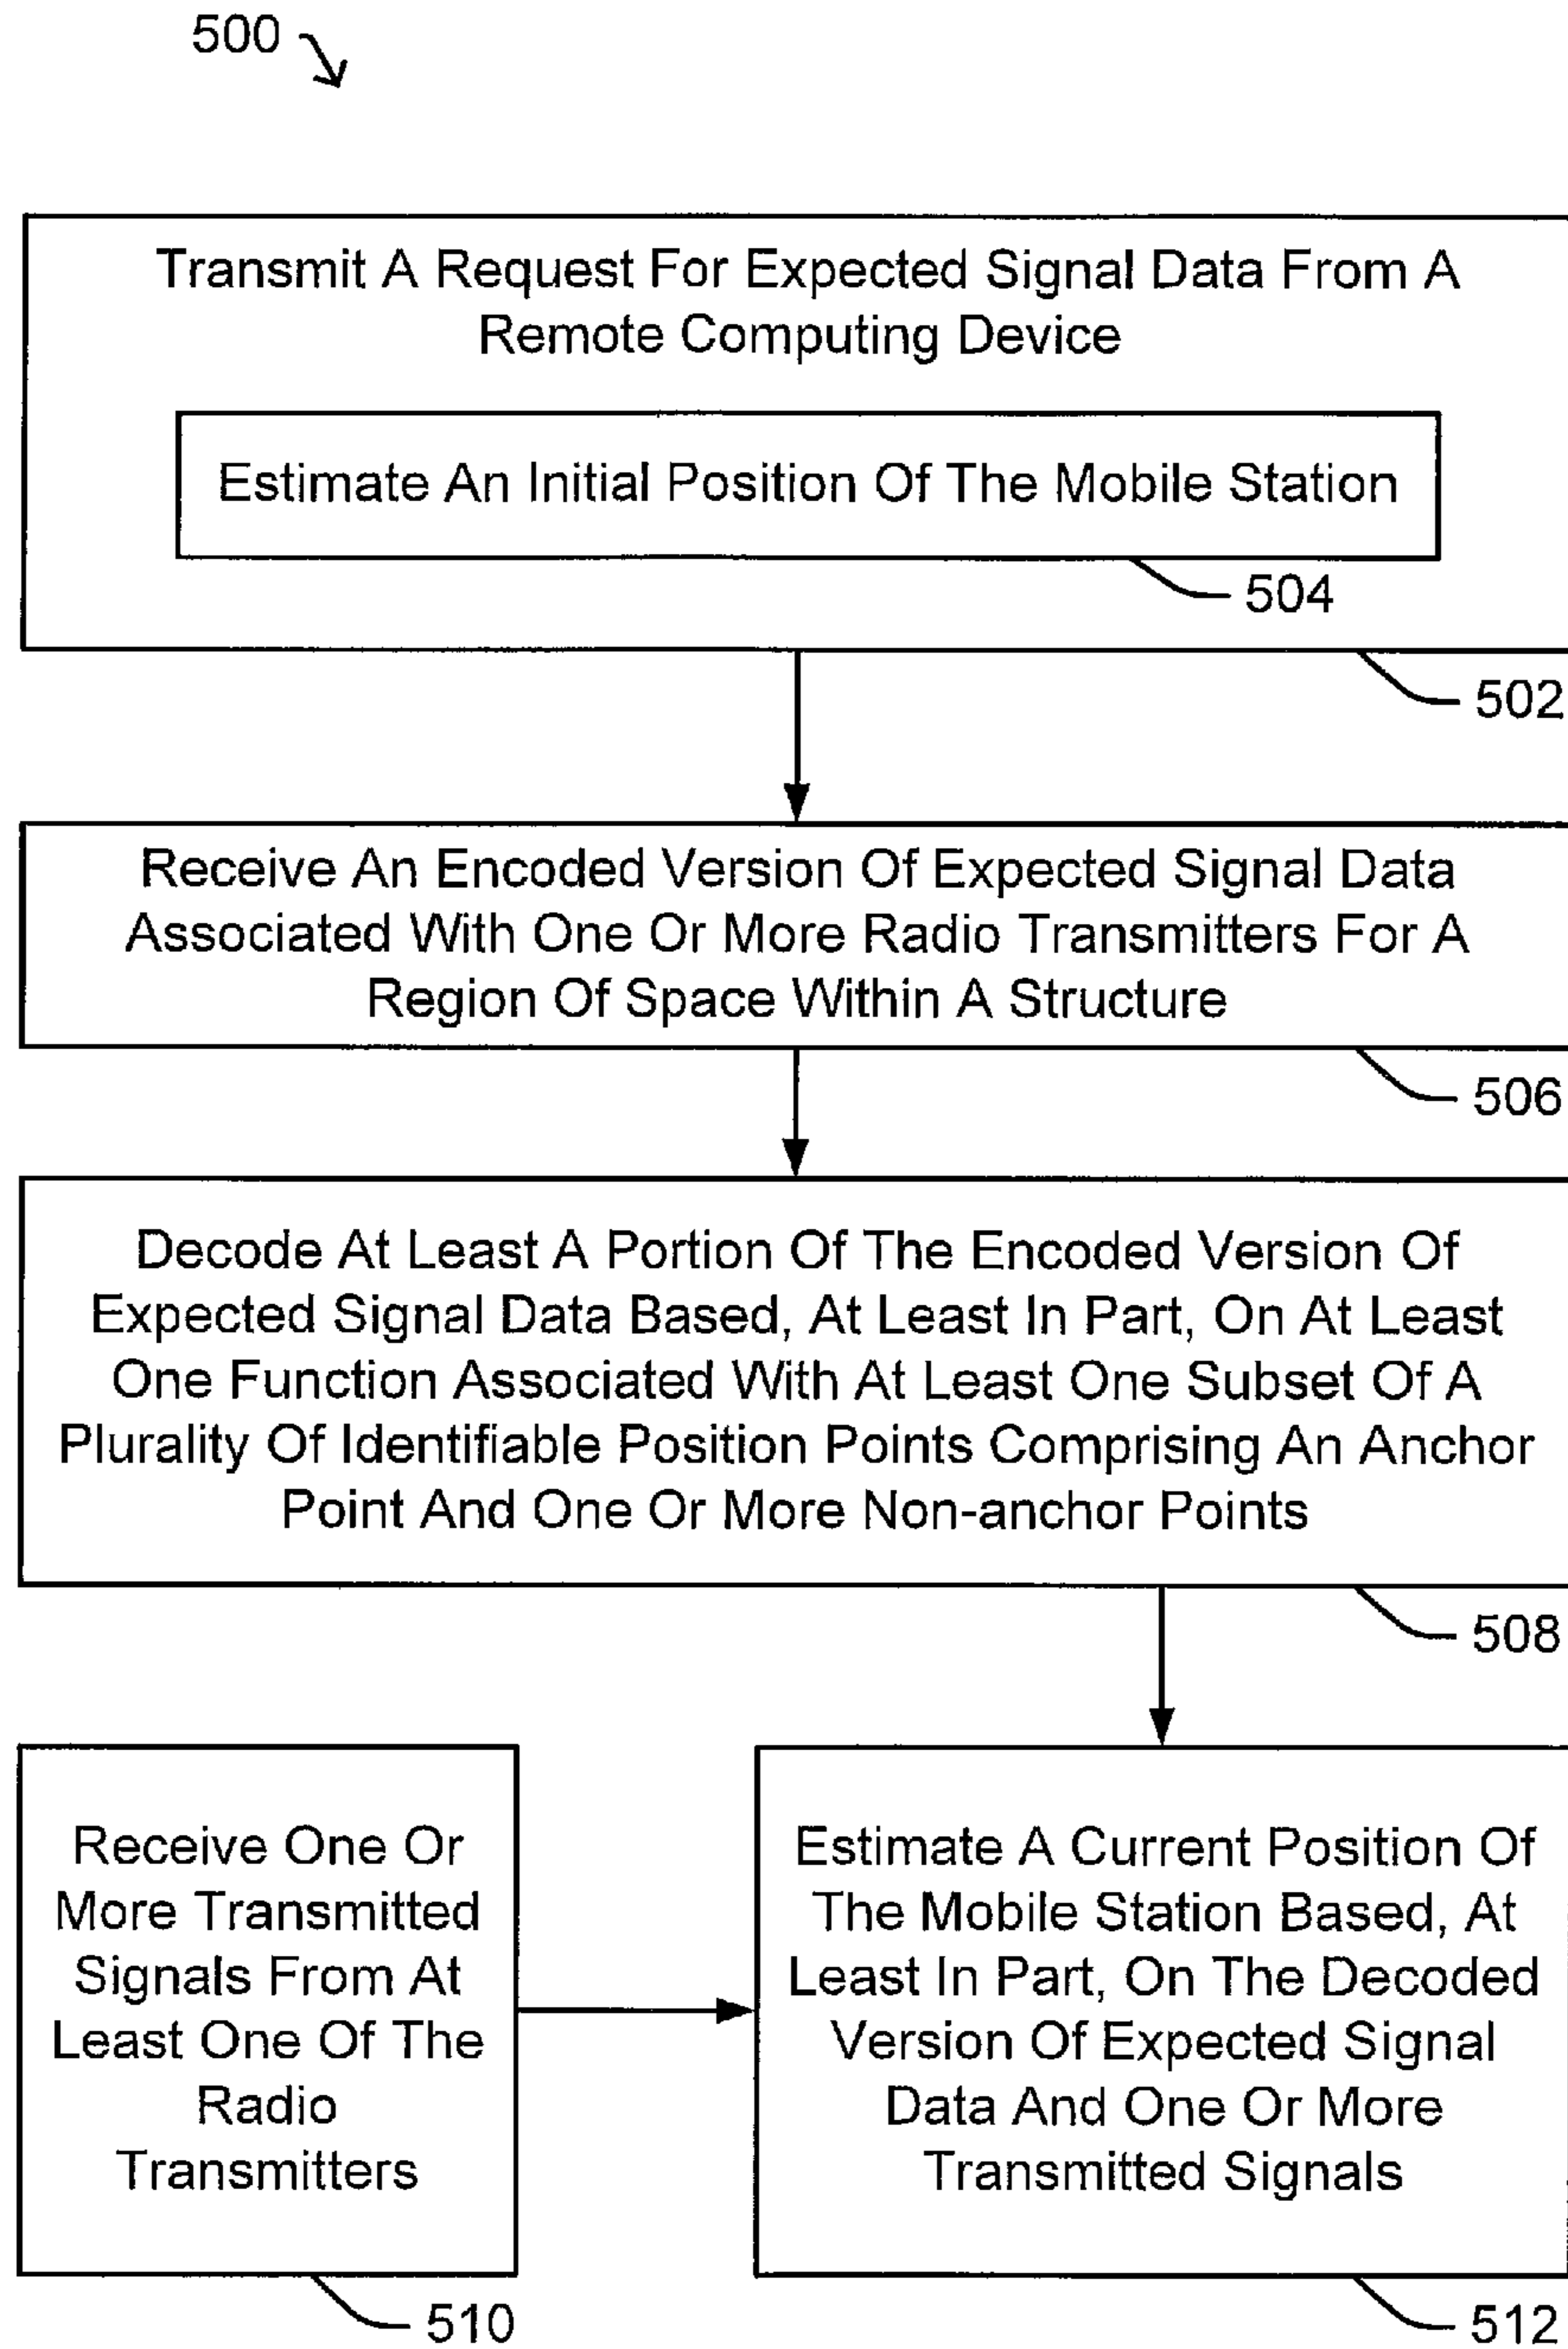 500
Transmit A Request For Expected Signal Data From A
Remote Computing Device
Estimate An Initial Position Of The Mobile Station
504
502
Receive An Encoded Version Of Expected Signal Data
Associated With One Or More Radio Transmitters For A
Region Of Space Within A Structure
506
Decode At Least A Portion Of The Encoded Version Of
Expected Signal Data Based, At Least In Part, On At Least
One Function Associated With At Least One Subset Of A
Plurality Of Identifiable Position Points Comprising An Anchor
Point And One Or More Non-anchor Points
508
Receive One Or
More Transmitted
Signals From At
Least One Of The
Radio
Transmitters
510
Estimate A Current Position Of
The Mobile Station Based, At
Least In Part, On The Decoded
Version Of Expected Signal
Data And One Or More
Transmitted Signals
512